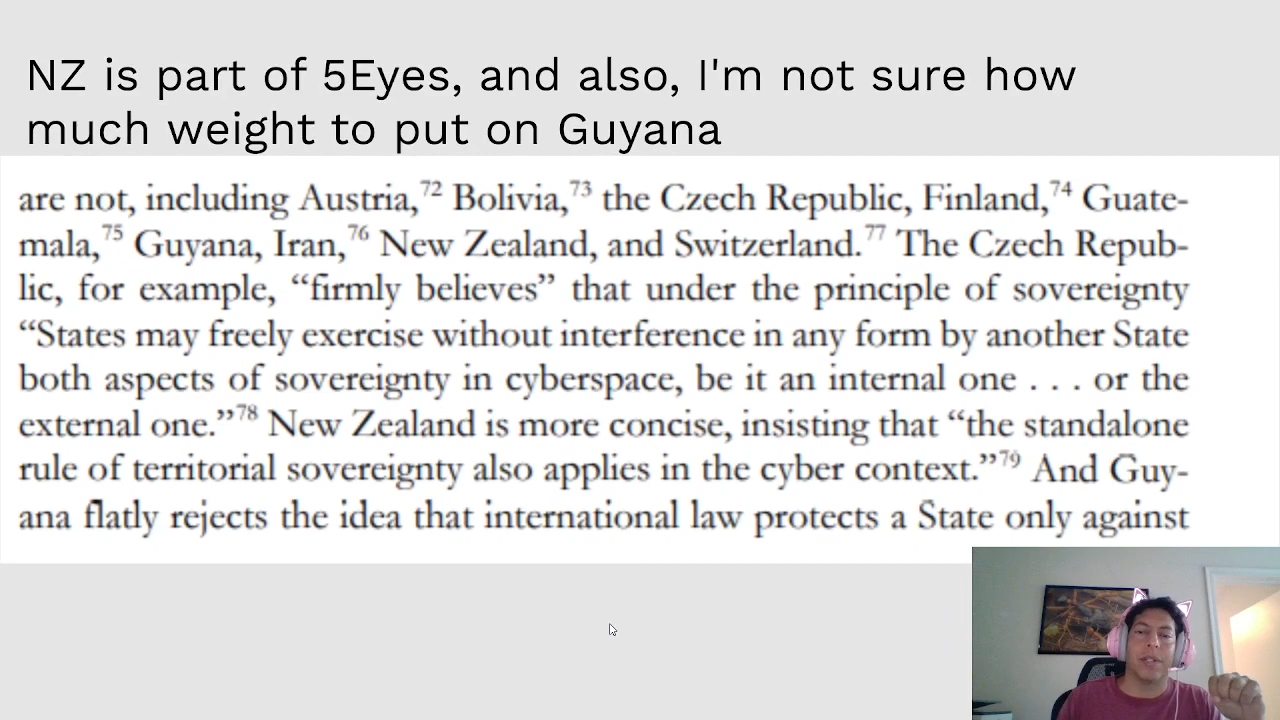 NZ is part of 5Eyes, and also, I'm not sure how
much weight to put on Guyana
are not, including Austria,72 Bolivia,73 the Czech Republic, Finland,74 Guate-
mala,75 Guyana, Iran,76 New Zealand, and Switzerland.77 The Czech Repub-
lic, for example, “firmly believes” that under the principle of sovereignty
“States may freely exercise without interference in any form by another State
both aspects of sovereignty in cyberspace, be it an internal one . . . or the
external one.”78 New Zealand is more concise, insisting that “the standalone
rule of territorial sovereignty also applies in the cyber context.”79 And Guy-
ana flatly rejects the idea that international law protects a State only against